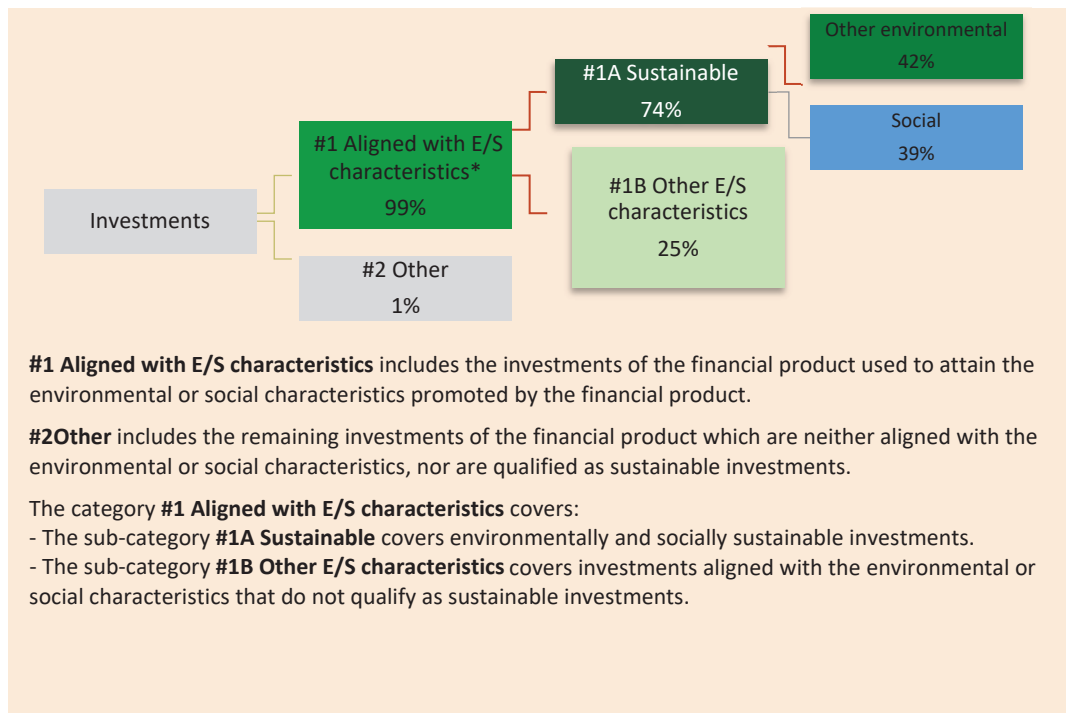 Other environmental
42%
#1A Sustainable
74%
Social
39%
#1 Aligned with E/S
characteristics*
99%
#1B Other E/S
characteristics
25%
Investments
#2 Other
1%
#1 Aligned with E/S characteristics includes the investments of the financial product used to attain the
environmental or social characteristics promoted by the financial product.
#2Other includes the remaining investments of the financial product which are neither aligned with the
environmental or social characteristics, nor are qualified as sustainable investments.
The category #1 Aligned with E/S characteristics covers:
- The sub-category #1A Sustainable covers environmentally and socially sustainable investments.
- The sub-category #1B Other E/S characteristics covers investments aligned with the environmental or
social characteristics that do not qualify as sustainable investments.